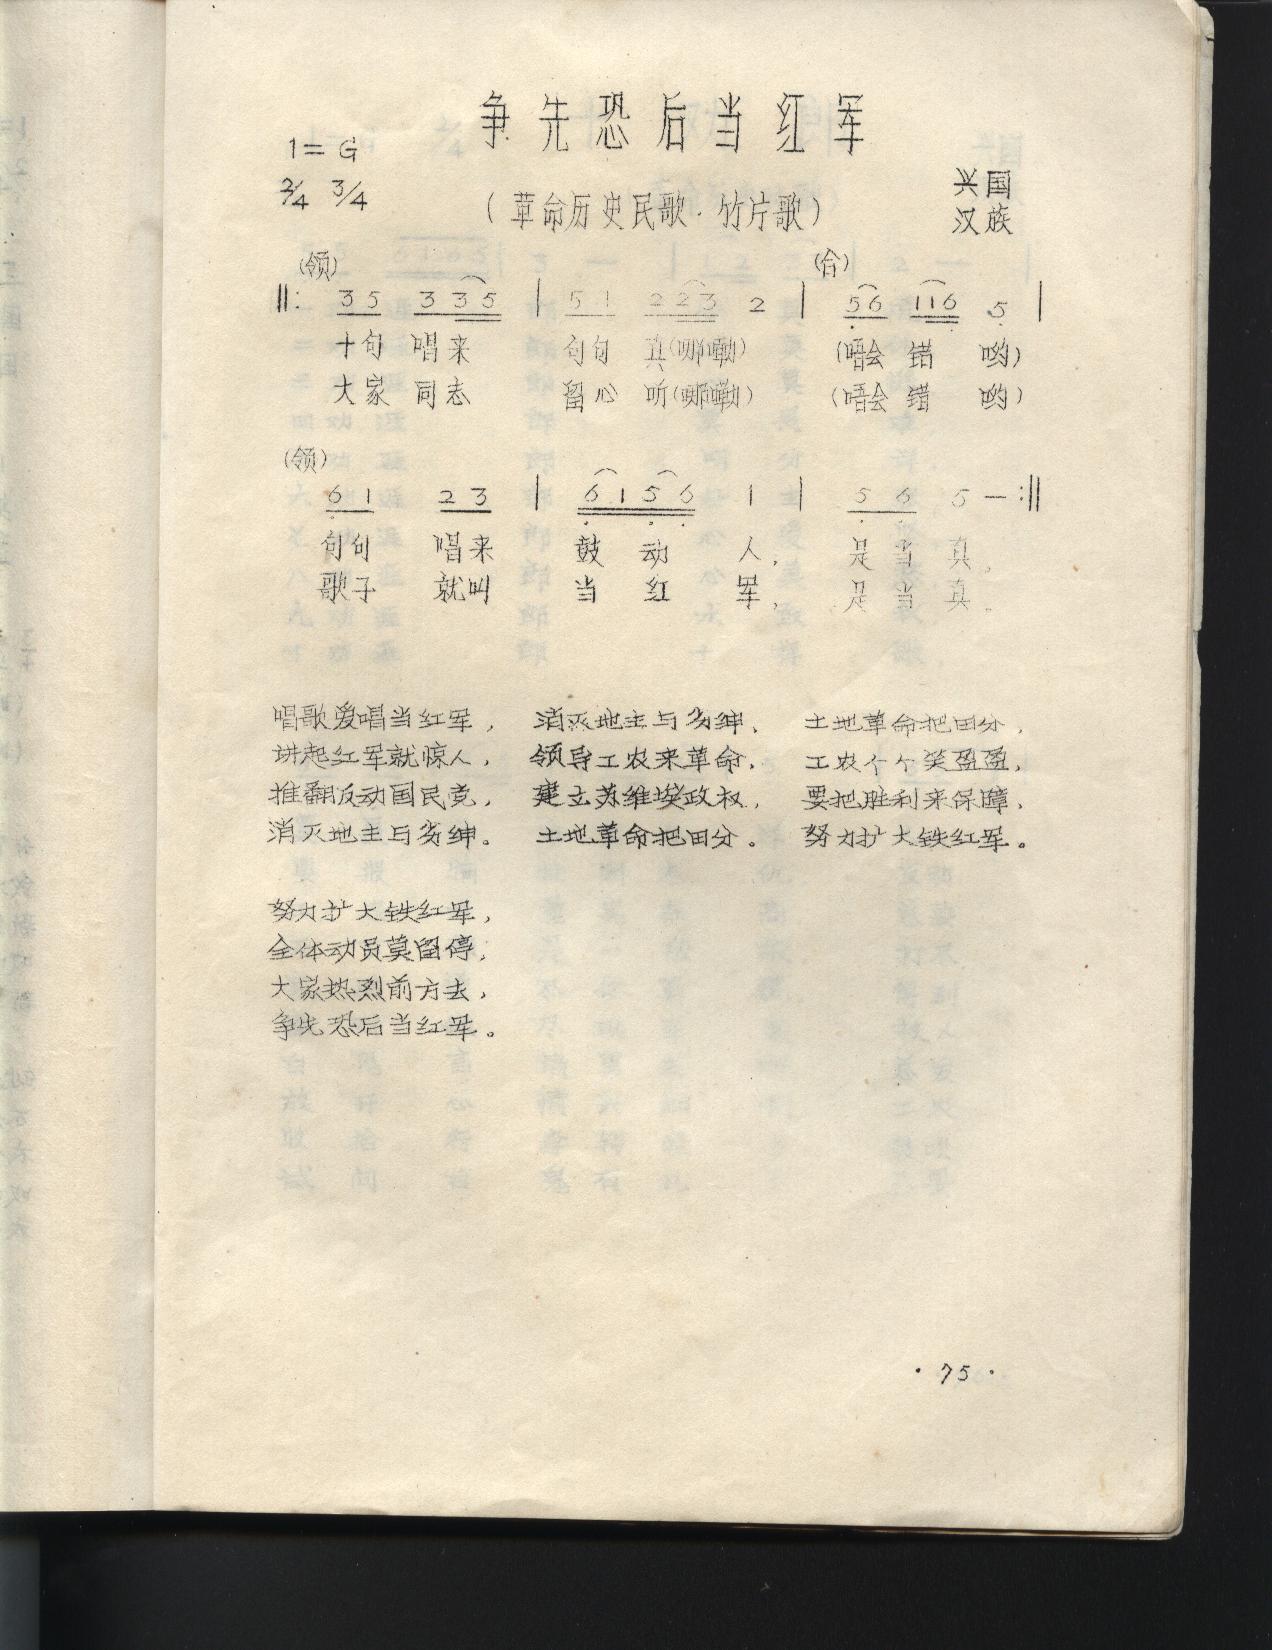 争先恐后当红军
1=G
2/4 3/4
(革命历史民歌·竹片歌)
兴国
汉族
(领) (合)
‖: 35 335 | 51 223 2 | 56 116 5 |
十句 唱来 句句 真(哪嘞) (唔会 错 哟)
大家 同志 留心 听(哪嘞) (唔会 错 哟)
(领)
61 23 | 6156 1 | 56 5 — :‖
句句 唱来 鼓 动 人, 是 当 真。
歌子 就叫 当 红 军, 是 当 真。
唱歌爱唱当红军, 消灭地主与劣绅、 土地革命把田分,
讲起红军就惊人, 领导工农来革命, 工农个个笑盈盈,
推翻反动国民党, 建立苏维埃政权, 要把胜利来保障、
消灭地主与劣绅。 土地革命把田分。 努力扩大铁红军。
努力扩大铁红军,
全体动员莫留停,
大家热烈前方去,
争先恐后当红军。
·75·